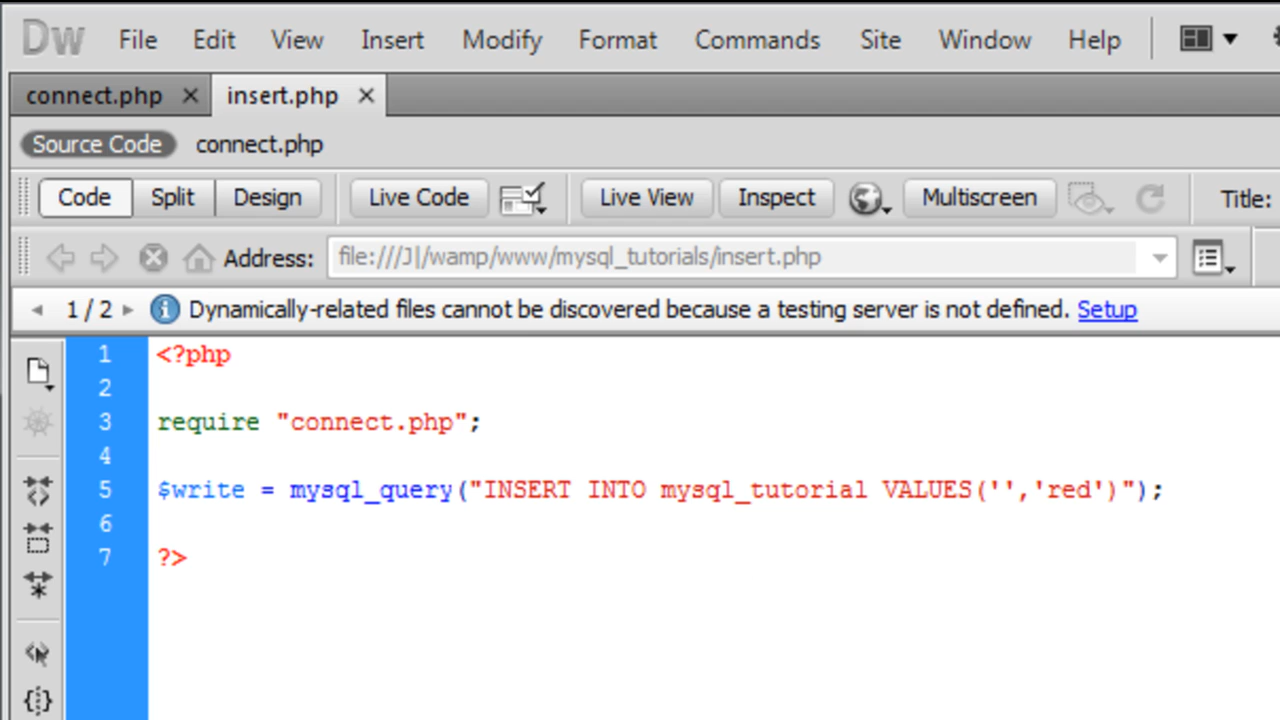 Dw File Edit View Insert Modify Format Commands Site Window Help
connect.php insert.php
Source Code connect.php
Code Split Design Live Code Live View Inspect Multiscreen Title:
Address: file:///J|/wamp/www/mysql_tutorials/insert.php
1 / 2 Dynamically-related files cannot be discovered because a testing server is not defined. Setup
1 <?php
2
3 require "connect.php";
4
5 $write = mysql_query("INSERT INTO mysql_tutorial VALUES('','red')");
6
7 ?>